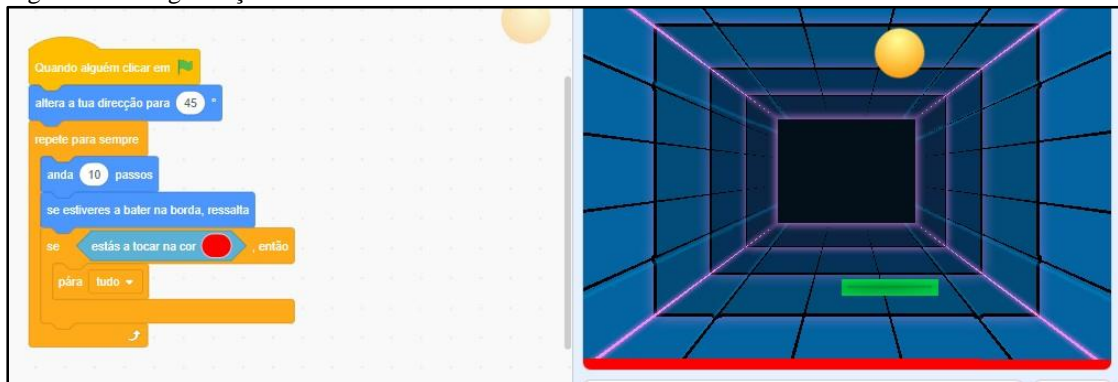 Quando alguém clicar em
altera a tua direcção para 45 °
repete para sempre
anda 10 passos
se estiveres a bater na borda, ressalta
se estás a tocar na cor , então
pára tudo